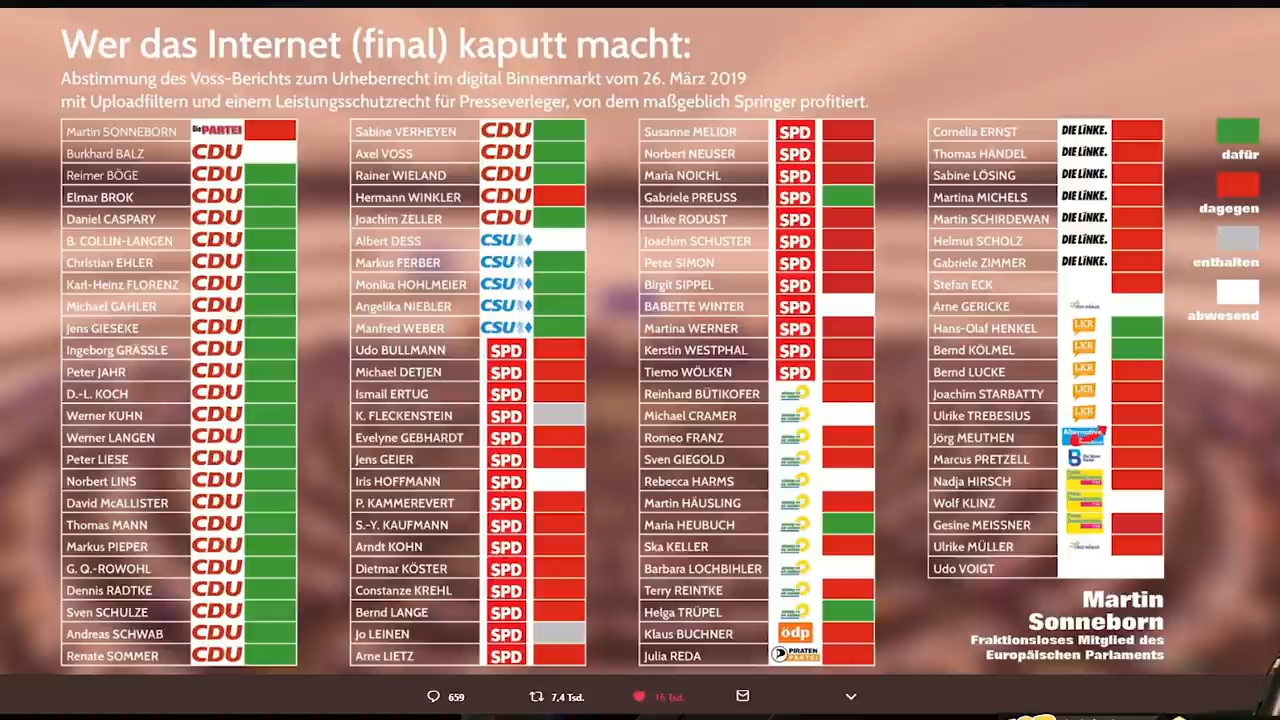 Wer das Internet (final) kaputt macht:
Abstimmung des Voss-Berichts zum Urheberrecht im digital Binnenmarkt vom 26. März 2019
mit Uploadfiltern und einem Leistungsschutzrecht für Presseverleger, von dem maßgeblich Springer profitiert.
Martin SONNEBORN Die PARTEI
Burkhard BALZ CDU
Reimer BÖGE CDU
Elmar BROK CDU
Daniel CASPARY CDU
B. COLLIN-LANGEN CDU
Christian EHLER CDU
Karl-Heinz FLORENZ CDU
Michael GAHLER CDU
Jens GIESEKE CDU
Ingeborg GRÄSSLE CDU
Peter JAHR CDU
D.-L. KOCH CDU
Werner KUHN CDU
Werner LANGEN CDU
Peter LIESE CDU
Norbert LINS CDU
David McALLISTER CDU
Thomas MANN CDU
Markus PIEPER CDU
G. Q.-ROWOHL CDU
Dennis RADTKE CDU
Sven SCHULZE CDU
Andreas SCHWAB CDU
Renate SOMMER CDU
Sabine VERHEYEN CDU
Axel VOSS CDU
Rainer WIELAND CDU
Hermann WINKLER CDU
Joachim ZELLER CDU
Albert DESS CSU
Markus FERBER CSU
Monika HOHLMEIER CSU
Angelika NIEBLER CSU
Manfred WEBER CSU
Udo BULLMANN SPD
Michael DETJEN SPD
Ismail ERTUG SPD
K. FLECKENSTEIN SPD
Evelyne GEBHARDT SPD
Jens GEIER SPD
Iris HOFFMANN SPD
P. KAMMEREVERT SPD
S.-Y. KAUFMANN SPD
Arndt KOHN SPD
Dietmar KÖSTER SPD
Constanze KREHL SPD
Bernd LANGE SPD
Jo LEINEN SPD
Arne LIETZ SPD
Susanne MELIOR SPD
Norbert NEUSER SPD
Maria NOICHL SPD
Gabriele PREUSS SPD
Ulrike RODUST SPD
Joachim SCHUSTER SPD
Peter SIMON SPD
Birgit SIPPEL SPD
BABETTE WINTER SPD
Martina WERNER SPD
Kerstin WESTPHAL SPD
Tiemo WÖLKEN SPD
Reinhard BÜTIKOFER
Michael CRAMER
Romeo FRANZ
Sven GIEGOLD
Rebecca HARMS
Martin HÄUSLING
Maria HEUBUCH
Ska KELLER
Barbara LOCHBIHLER
Terry REINTKE
Helga TRÜPEL
Klaus BUCHNER ödp
Julia REDA PIRATEN PARTEI
Cornelia ERNST DIE LINKE.
Thomas HÄNDEL DIE LINKE.
Sabine LÖSING DIE LINKE.
Martina MICHELS DIE LINKE.
Martin SCHIRDEWAN DIE LINKE.
Helmut SCHOLZ DIE LINKE.
Gabriele ZIMMER DIE LINKE.
Stefan ECK
Arne GERICKE
Hans-Olaf HENKEL LKR
Bernd KÖLMEL LKR
Bernd LUCKE LKR
Joachim STARBATTY LKR
Ulrike TREBESIUS LKR
Jörg MEUTHEN Alternative
Marcus PRETZELL
Nadja HIRSCH
Wolf KLINZ
Gesine MEISSNER
Ulrike MÜLLER
Udo VOIGT
dafür
dagegen
enthalten
abwesend
Martin
Sonneborn
Fraktionsloses Mitglied des
Europäischen Parlaments
659 7,4 Tsd. 16 Tsd.